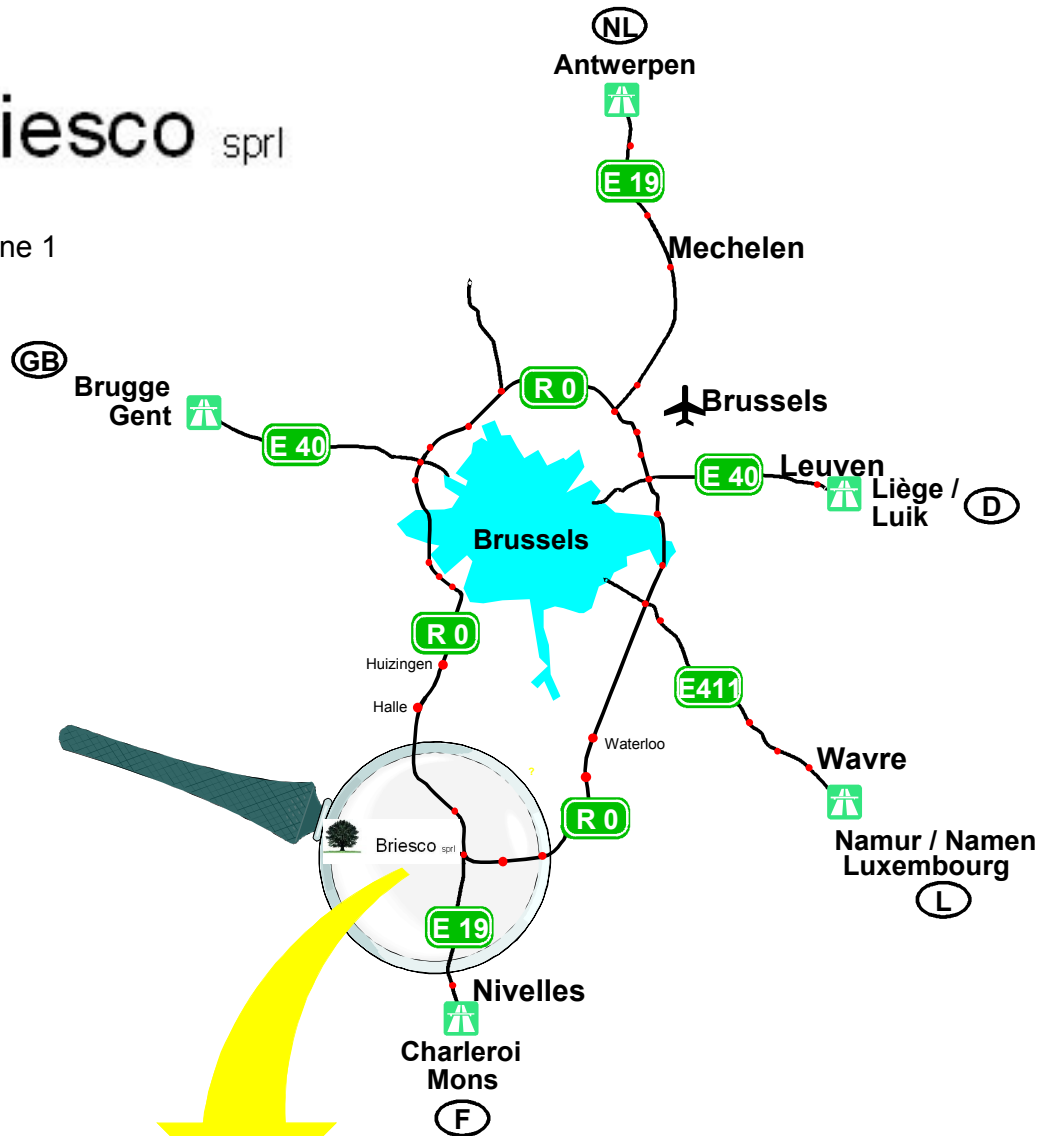 NL
Antwerpen
iesco sprl
E 19
ne 1
Mechelen
GB
Brugge
Gent
R 0
Brussels
E 40
Leuven
E 40
Liège /
Luik
D
Brussels
R 0
Huizingen
E411
Halle
Waterloo
Wavre
R 0
Briesco sprl
Namur / Namen
Luxembourg
L
E 19
Nivelles
Charleroi
Mons
F